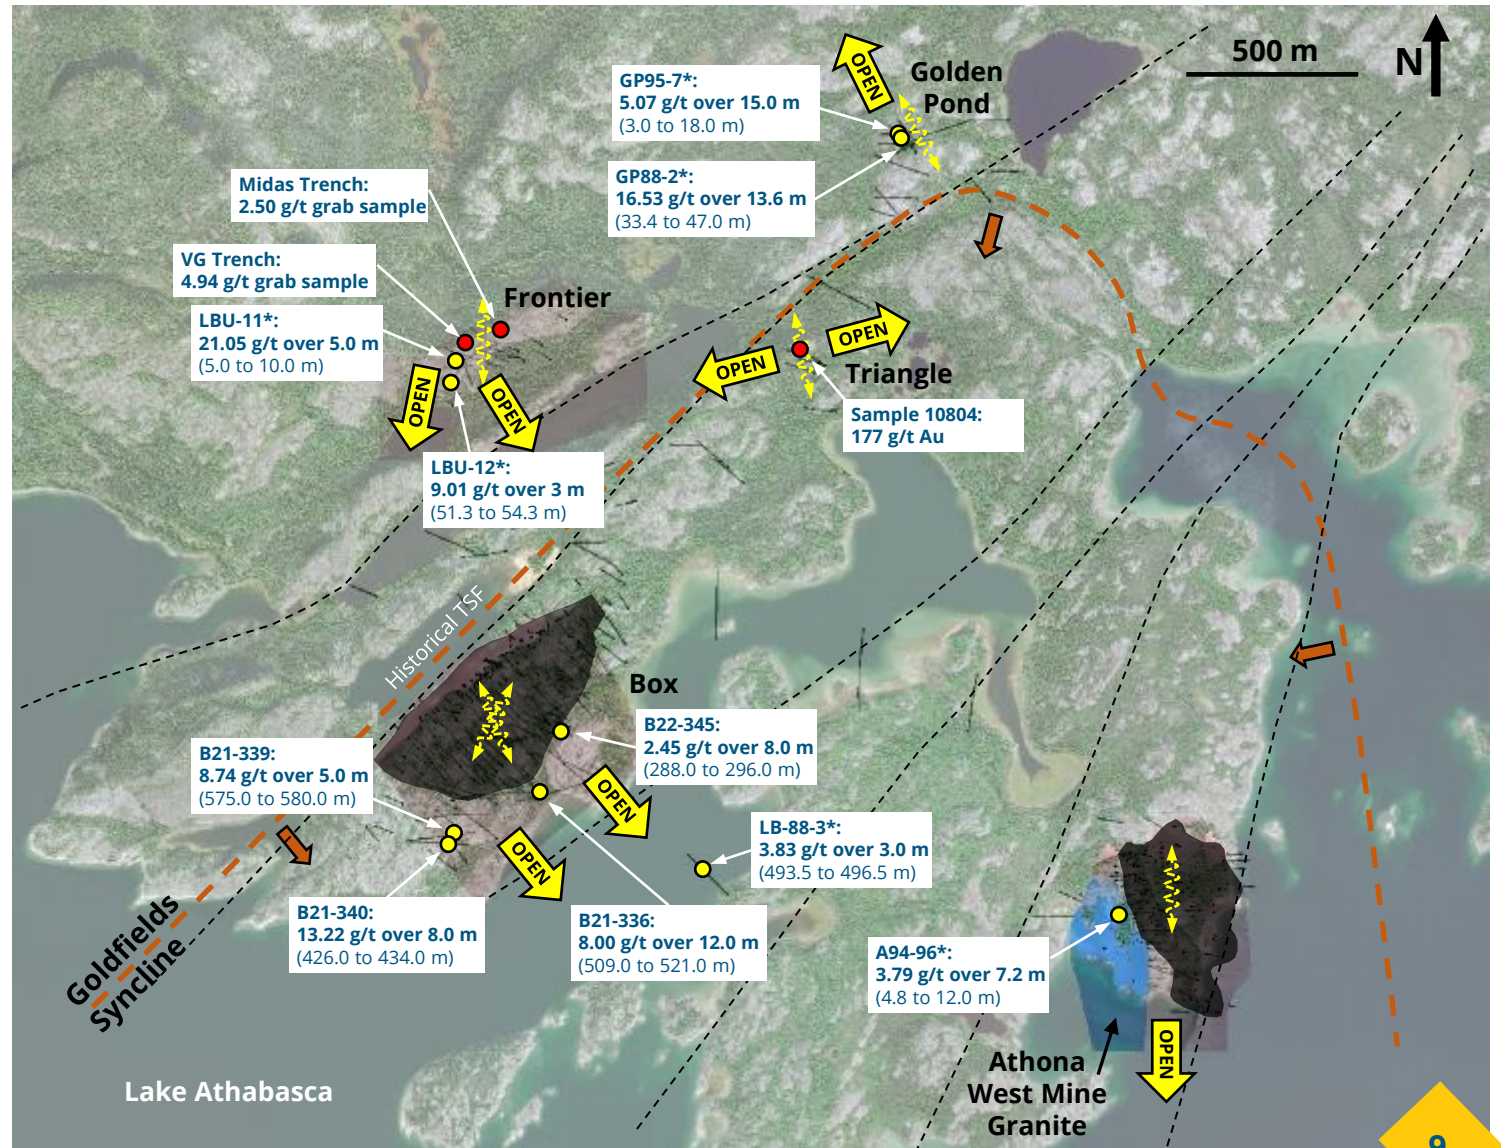 500 m
N
OPEN
Golden
Pond
GP95-7*:
5.07 g/t over 15.0 m
(3.0 to 18.0 m)
GP88-2*:
16.53 g/t over 13.6 m
(33.4 to 47.0 m)
Midas Trench:
2.50 g/t grab sample
VG Trench:
4.94 g/t grab sample
Frontier
LBU-11*:
21.05 g/t over 5.0 m
(5.0 to 10.0 m)
OPEN
OPEN
LBU-12*:
9.01 g/t over 3 m
(51.3 to 54.3 m)
OPEN
OPEN
Triangle
Sample 10804:
177 g/t Au
Historical TSF
Box
B22-345:
2.45 g/t over 8.0 m
(288.0 to 296.0 m)
B21-339:
8.74 g/t over 5.0 m
(575.0 to 580.0 m)
OPEN
OPEN
LB-88-3*:
3.83 g/t over 3.0 m
(493.5 to 496.5 m)
B21-340:
13.22 g/t over 8.0 m
(426.0 to 434.0 m)
B21-336:
8.00 g/t over 12.0 m
(509.0 to 521.0 m)
A94-96*:
3.79 g/t over 7.2 m
(4.8 to 12.0 m)
Goldfields
Syncline
OPEN
Athona
West Mine
Granite
Lake Athabasca
9